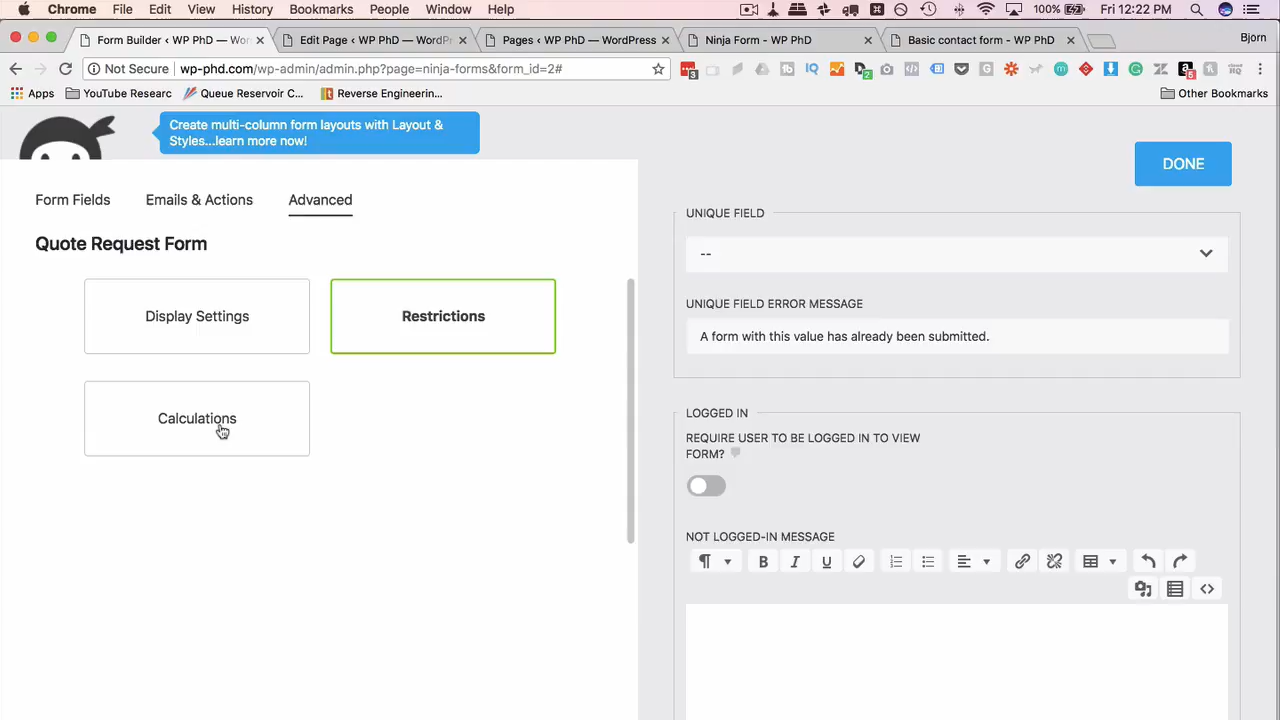 Chrome File Edit View History Bookmarks People Window Help 100% Fri 12:22 PM
Form Builder ‹ WP PhD — Wor Edit Page ‹ WP PhD — WordP Pages ‹ WP PhD — WordPress Ninja Form - WP PhD Basic contact form - WP PhD Bjorn
Not Secure wp-phd.com/wp-admin/admin.php?page=ninja-forms&form_id=2#
Apps YouTube Researc Queue Reservoir C... Reverse Engineerin... Other Bookmarks
Create multi-column form layouts with Layout &
Styles...learn more now!
DONE
Form Fields Emails & Actions Advanced
Quote Request Form
Display Settings Restrictions
Calculations
UNIQUE FIELD
--
UNIQUE FIELD ERROR MESSAGE
A form with this value has already been submitted.
LOGGED IN
REQUIRE USER TO BE LOGGED IN TO VIEW
FORM?
NOT LOGGED-IN MESSAGE